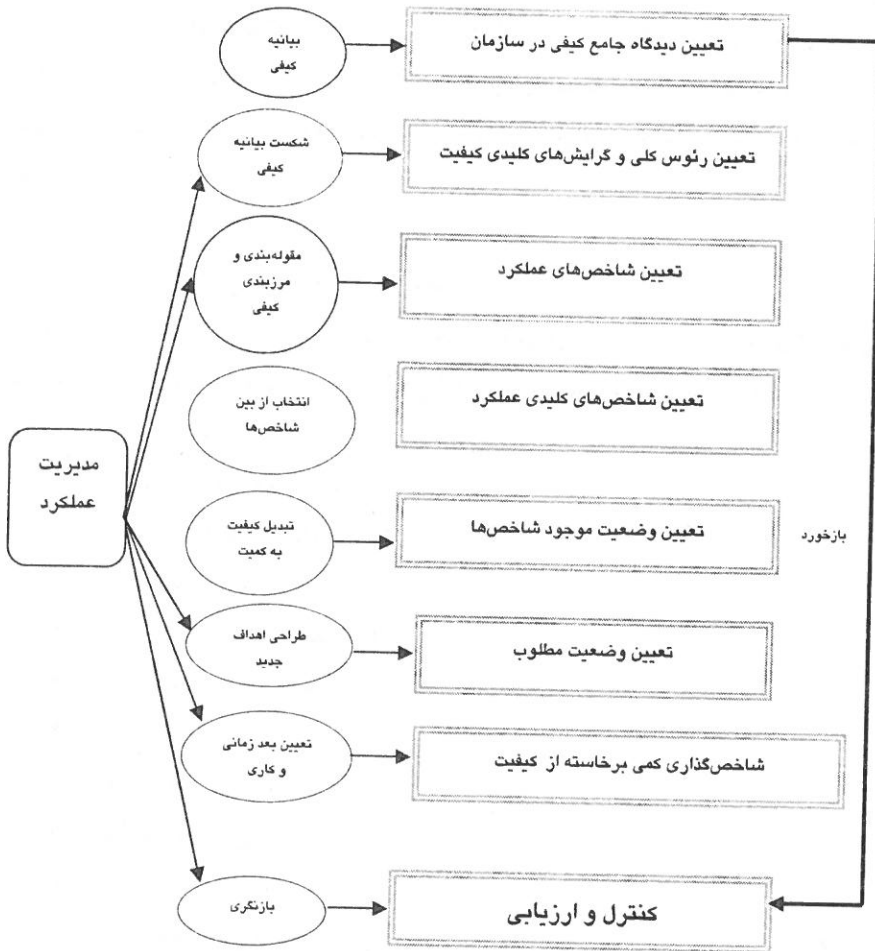 تعیین دیدگاه جامع کیفی در سازمان
بیانیه
کیفی
تعیین رئوس کلی و گرایش‌های کلیدی کیفیت
شکست بیانیه
کیفی
تعیین شاخص‌های عملکرد
مقوله‌بندی و
مرزبندی
کیفی
تعیین شاخص‌های کلیدی عملکرد
انتخاب از بین
شاخص‌ها
مدیریت
عملکرد
بازخورد
تعیین وضعیت موجود شاخص‌ها
تبدیل کیفیت
به کمیت
تعیین وضعیت مطلوب
طراحی اهداف
جدید
شاخص‌گذاری کمی برخاسته از کیفیت
تعیین بعد زمانی
و کاری
کنترل و ارزیابی
بازنگری